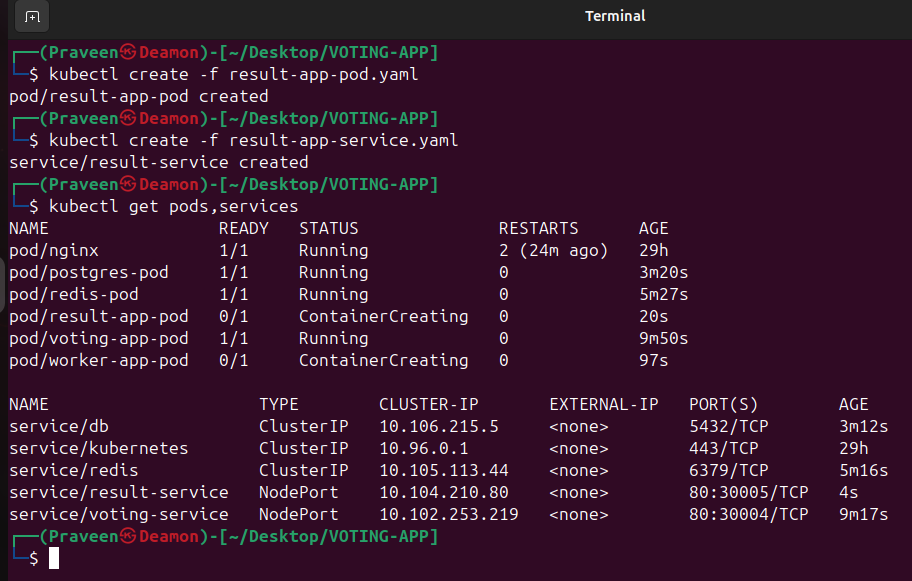 Terminal
┌──(Praveen㉿Deamon)-[~/Desktop/VOTING-APP]
└─$ kubectl create -f result-app-pod.yaml
pod/result-app-pod created
┌──(Praveen㉿Deamon)-[~/Desktop/VOTING-APP]
└─$ kubectl create -f result-app-service.yaml
service/result-service created
┌──(Praveen㉿Deamon)-[~/Desktop/VOTING-APP]
└─$ kubectl get pods,services
NAME                 READY   STATUS              RESTARTS      AGE
pod/nginx            1/1     Running             2 (24m ago)   29h
pod/postgres-pod     1/1     Running             0             3m20s
pod/redis-pod        1/1     Running             0             5m27s
pod/result-app-pod   0/1     ContainerCreating   0             20s
pod/voting-app-pod   1/1     Running             0             9m50s
pod/worker-app-pod   0/1     ContainerCreating   0             97s
NAME                     TYPE        CLUSTER-IP       EXTERNAL-IP   PORT(S)        AGE
service/db               ClusterIP   10.106.215.5     <none>        5432/TCP       3m12s
service/kubernetes       ClusterIP   10.96.0.1        <none>        443/TCP        29h
service/redis            ClusterIP   10.105.113.44    <none>        6379/TCP       5m16s
service/result-service   NodePort    10.104.210.80    <none>        80:30005/TCP   4s
service/voting-service   NodePort    10.102.253.219   <none>        80:30004/TCP   9m17s
┌──(Praveen㉿Deamon)-[~/Desktop/VOTING-APP]
└─$